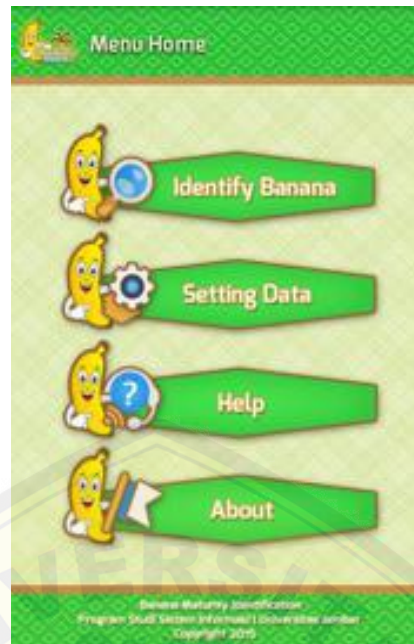 Menu Home
Identify Banana
Setting Data
?
Help
About
Banana Maturity Identification
Program Studi Sistem Informasi | Universitas Jember
Copyright 2015